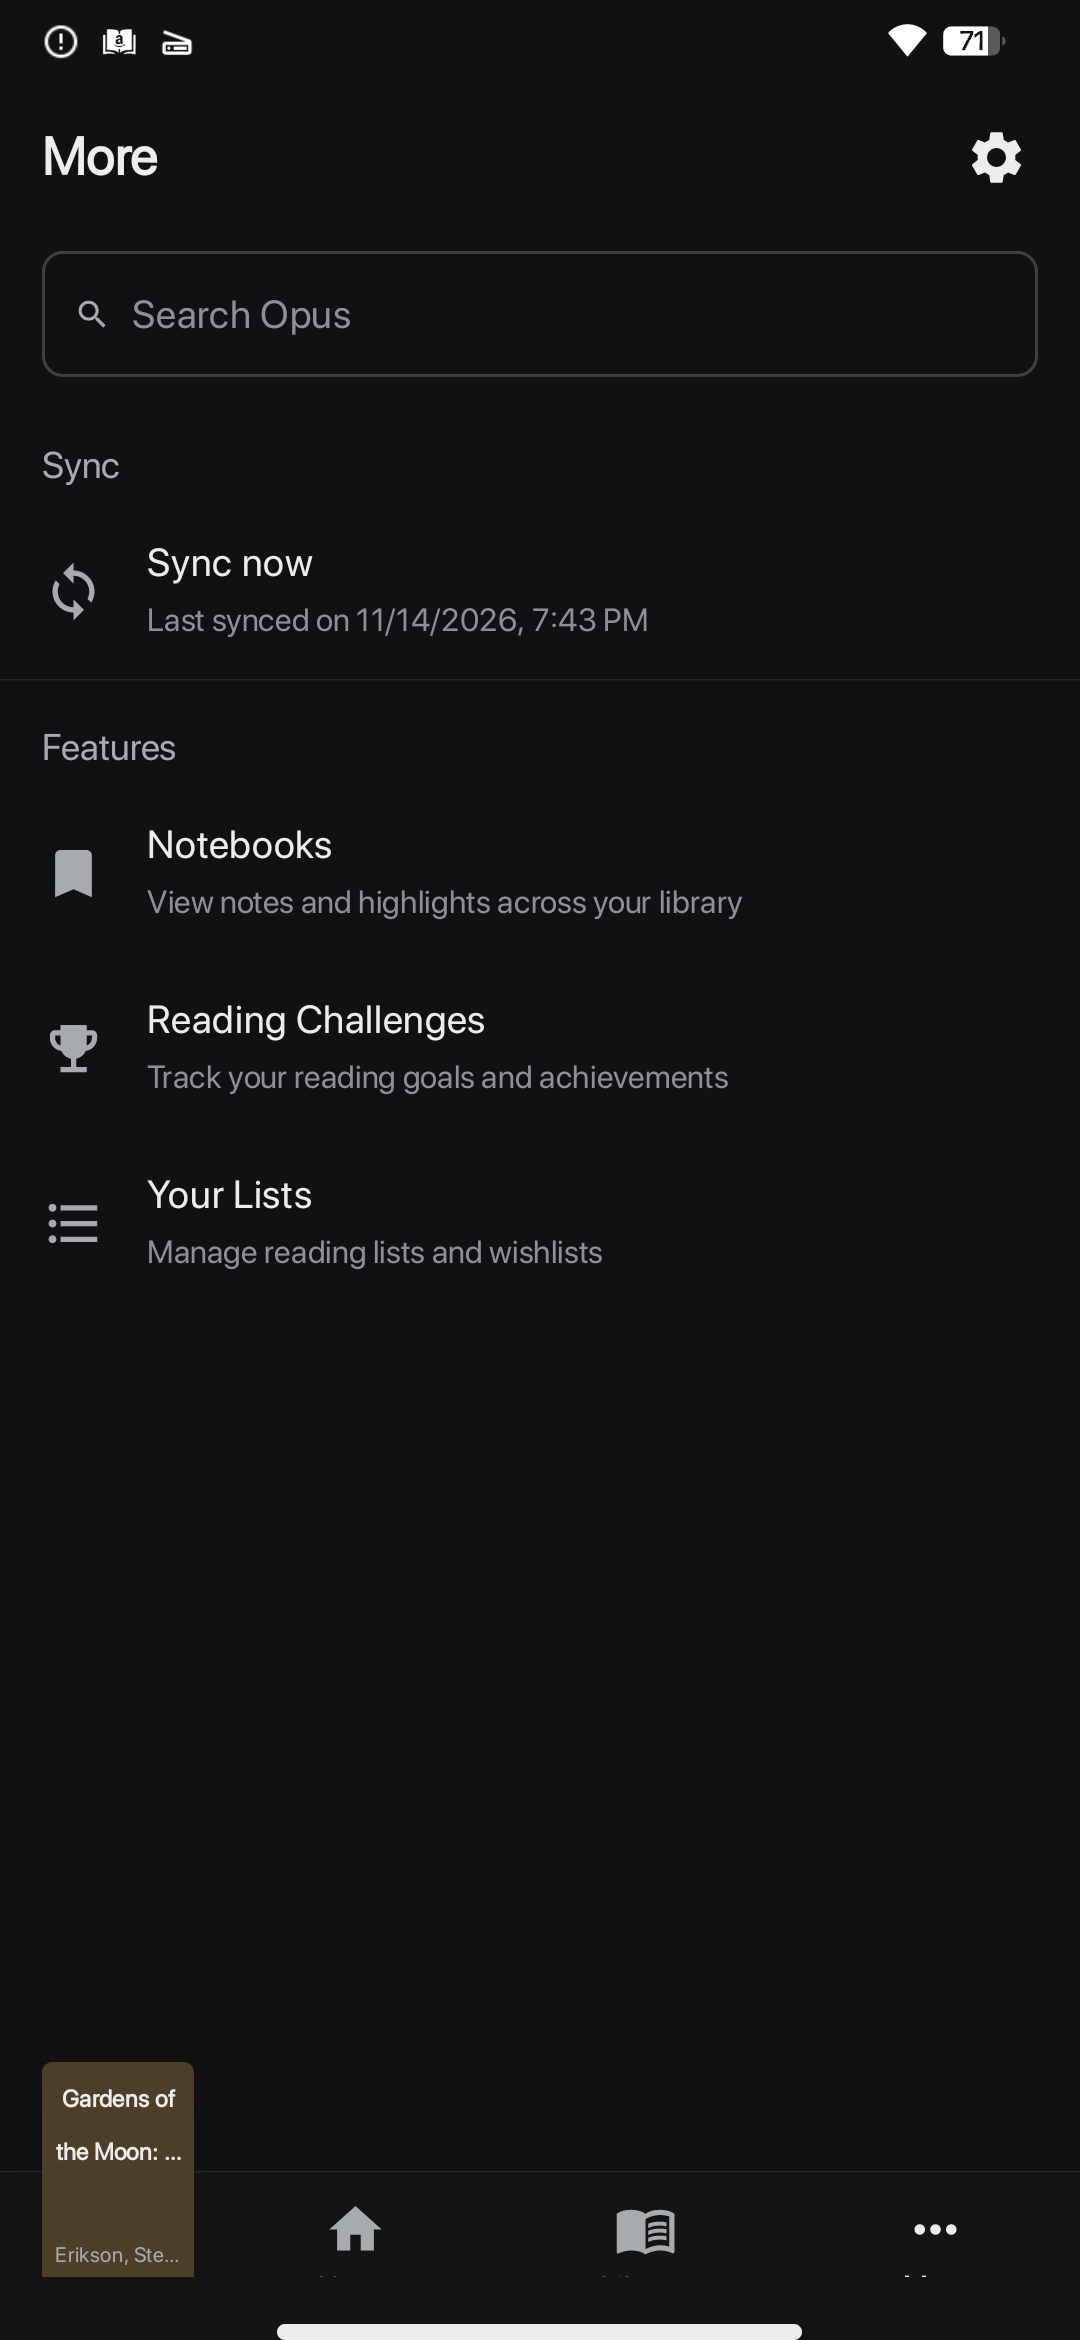 71
More
Search Opus
Sync
Sync now
Last synced on 11/14/2026, 7:43 PM
Features
Notebooks
View notes and highlights across your library
Reading Challenges
Track your reading goals and achievements
Your Lists
Manage reading lists and wishlists
Gardens of
the Moon: ...
Erikson, Ste...